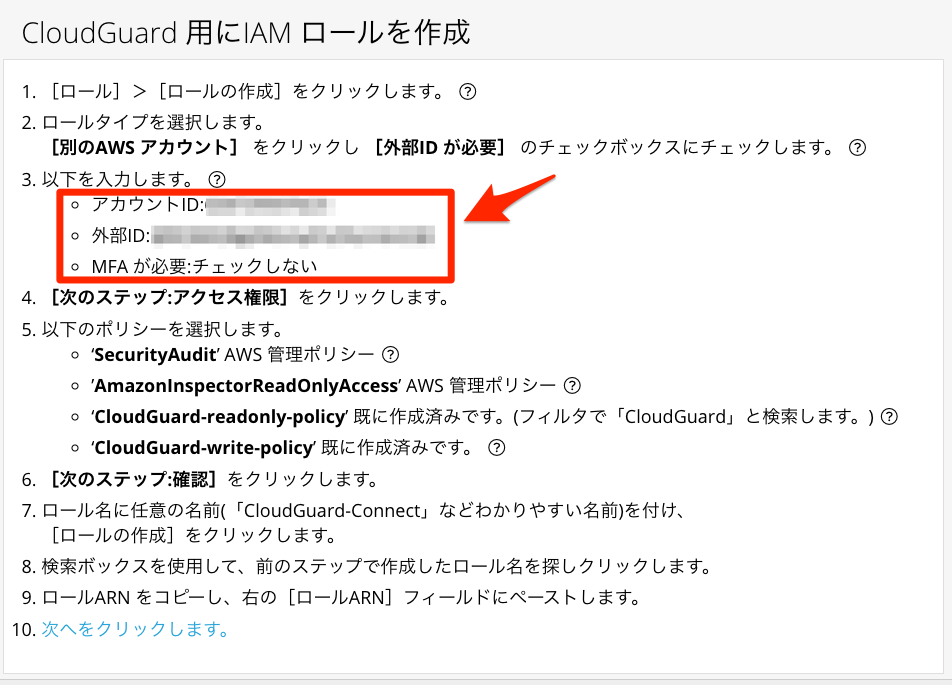 CloudGuard 用にIAM ロールを作成
1. ［ロール］＞［ロールの作成］をクリックします。 ?
2. ロールタイプを選択します。
［別のAWS アカウント］ をクリックし ［外部ID が必要］ のチェックボックスにチェックします。 ?
3. 以下を入力します。 ?
アカウントID:
外部ID:
MFA が必要:チェックしない
4. ［次のステップ:アクセス権限］をクリックします。
5. 以下のポリシーを選択します。
‘SecurityAudit’ AWS 管理ポリシー ?
’AmazonInspectorReadOnlyAccess’ AWS 管理ポリシー ?
‘CloudGuard-readonly-policy’ 既に作成済みです。(フィルタで「CloudGuard」と検索します。) ?
‘CloudGuard-write-policy’ 既に作成済みです。 ?
6. ［次のステップ:確認］をクリックします。
7. ロール名に任意の名前(「CloudGuard-Connect」などわかりやすい名前)を付け、
［ロールの作成］をクリックします。
8. 検索ボックスを使用して、前のステップで作成したロール名を探しクリックします。
9. ロールARN をコピーし、右の［ロールARN］フィールドにペーストします。
10. 次へをクリックします。